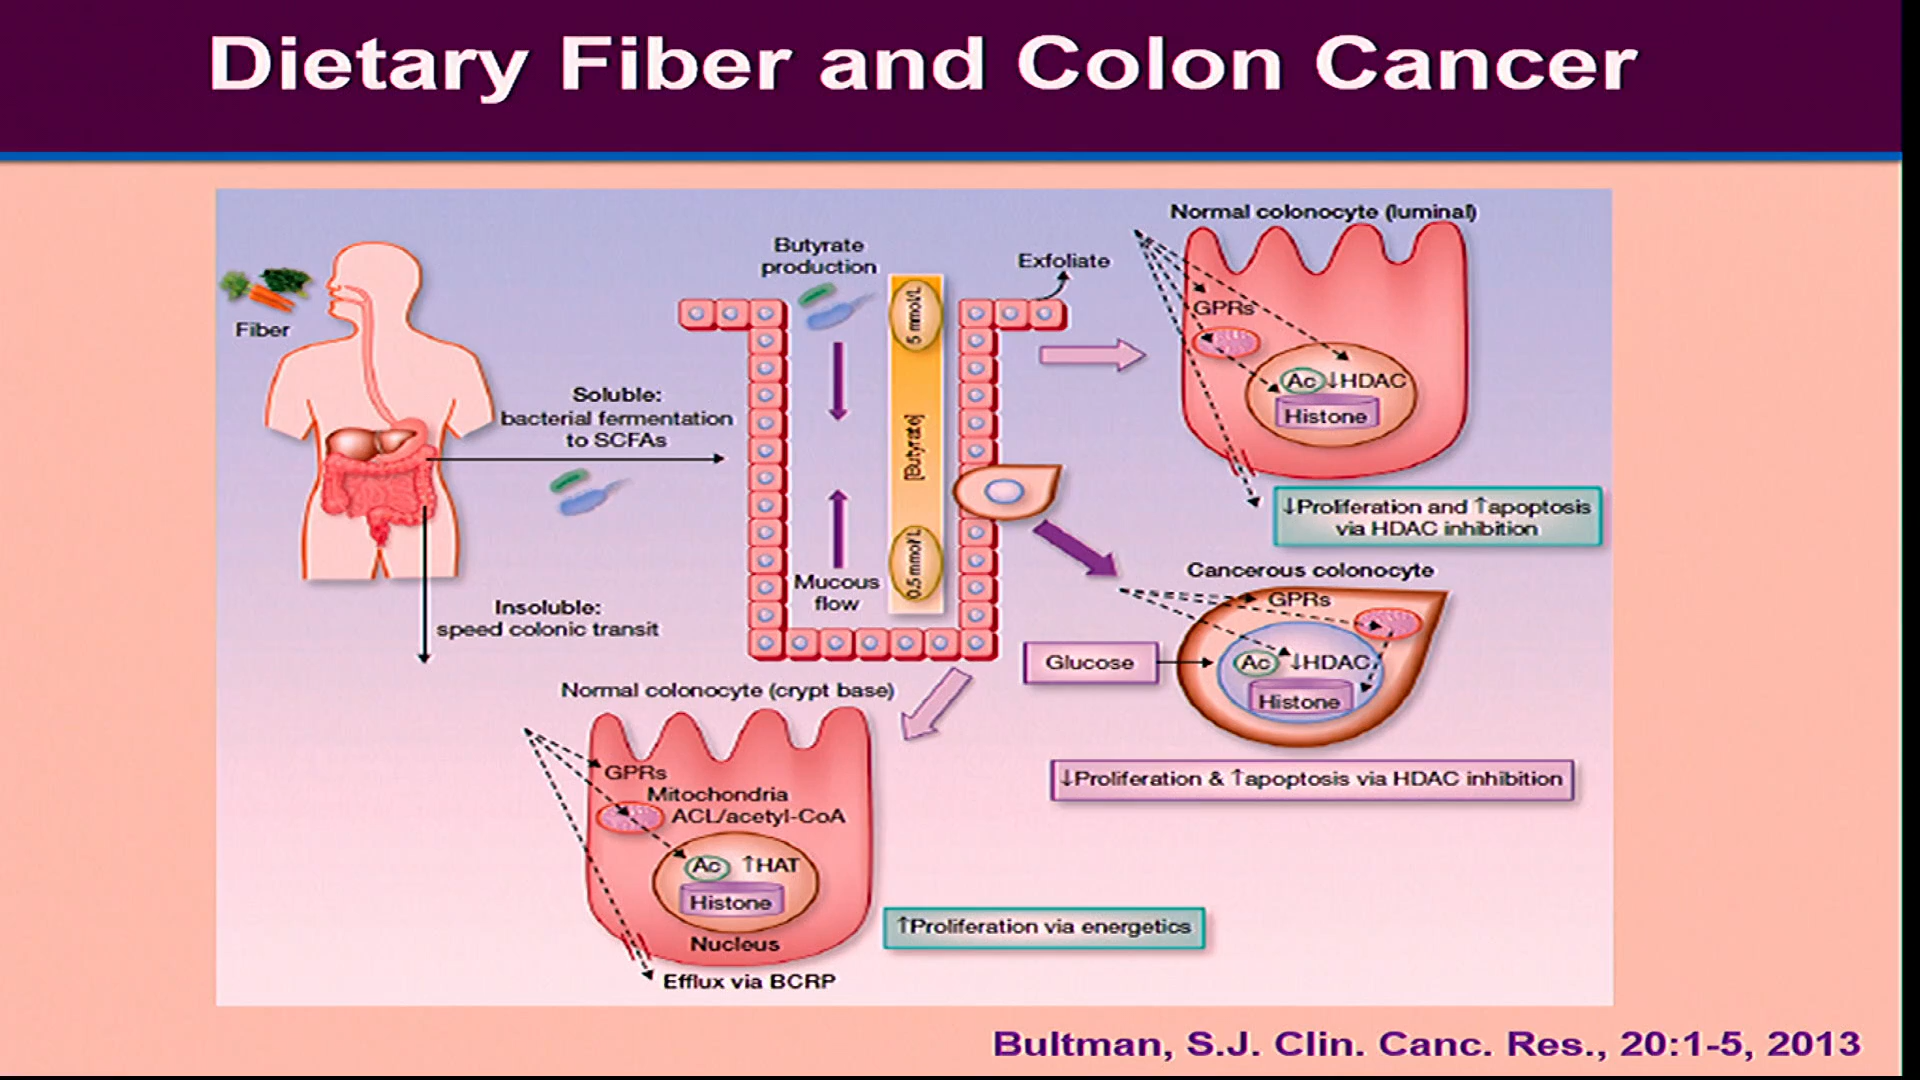 Dietary Fiber and Colon Cancer
Fiber
Soluble:
bacterial fermentation
to SCFAs
Insoluble:
speed colonic transit
Butyrate
production
5 mmol/L
[Butyrate]
0.5 mmol/L
Mucous
flow
Exfoliate
Normal colonocyte (luminal)
GPRs
Ac ↓HDAC
Histone
↓Proliferation and ↑apoptosis
via HDAC inhibition
Cancerous colonocyte
GPRs
Glucose
Ac ↓HDAC
Histone
↓Proliferation & ↑apoptosis via HDAC inhibition
Normal colonocyte (crypt base)
GPRs
Mitochondria
ACL/acetyl-CoA
Ac ↑HAT
Histone
Nucleus
Efflux via BCRP
↑Proliferation via energetics
Bultman, S.J. Clin. Canc. Res., 20:1-5, 2013